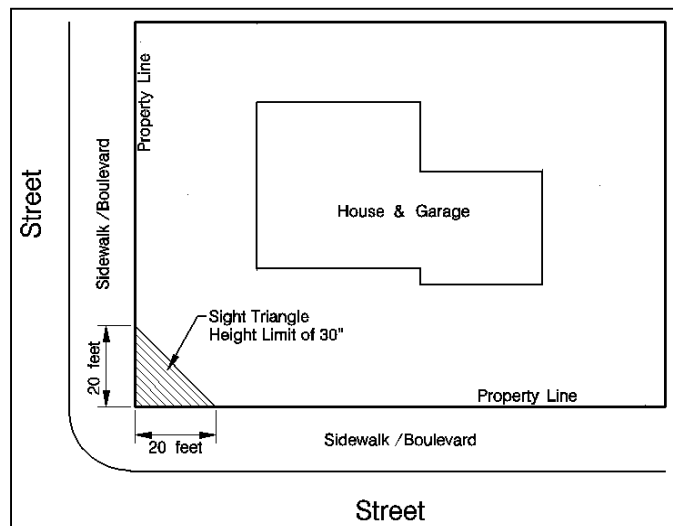 Street
Sidewalk /Boulevard
Property Line
House & Garage
Sight Triangle
Height Limit of 30"
20 feet
Property Line
20 feet
Sidewalk /Boulevard
Street